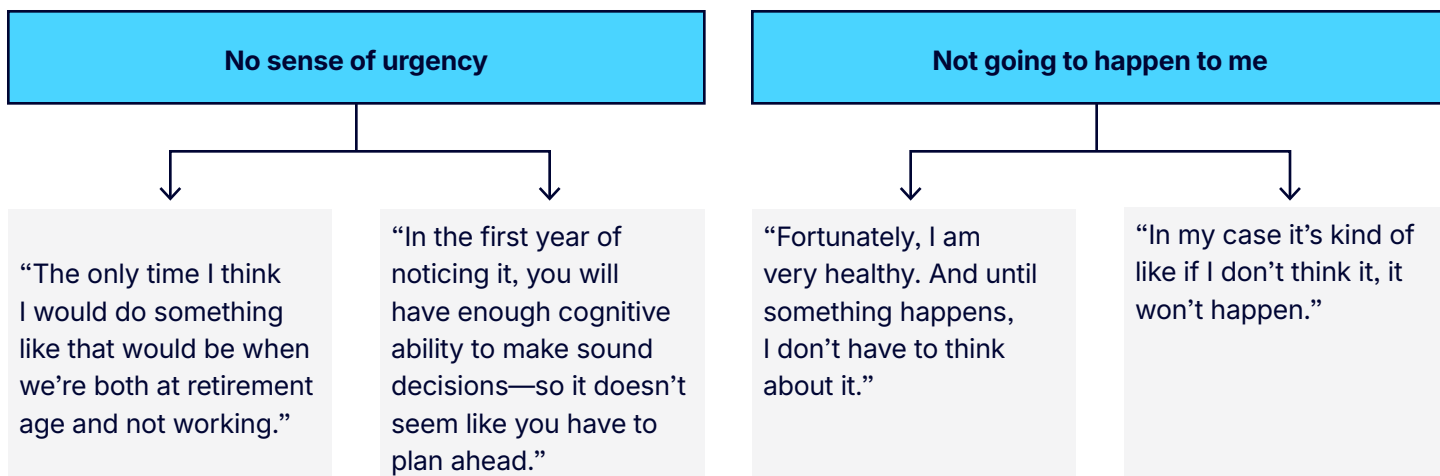 No sense of urgency
“The only time I think
I would do something
like that would be when
we’re both at retirement
age and not working.”
“In the first year of
noticing it, you will
have enough cognitive
ability to make sound
decisions—so it doesn’t
seem like you have to
plan ahead.”
Not going to happen to me
“Fortunately, I am
very healthy. And until
something happens,
I don’t have to think
about it.”
“In my case it’s kind of
like if I don’t think it, it
won’t happen.”